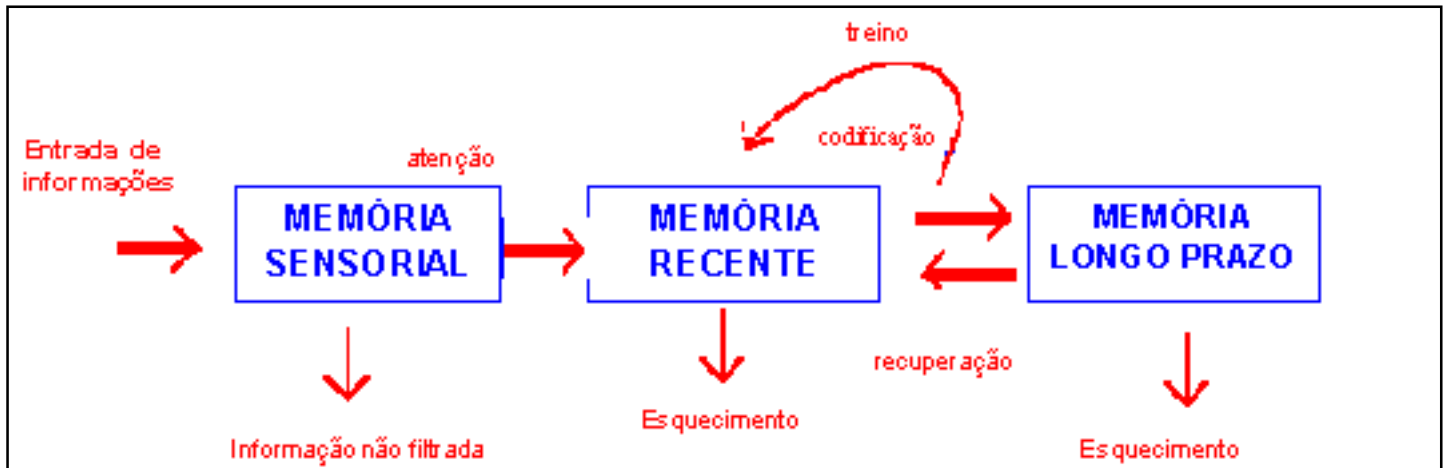 treino
Entrada de
informações
atenção
codificação
MEMÓRIA
SENSORIAL
MEMÓRIA
RECENTE
MEMÓRIA
LONGO PRAZO
recuperação
Informação não filtrada
Esquecimento
Esquecimento